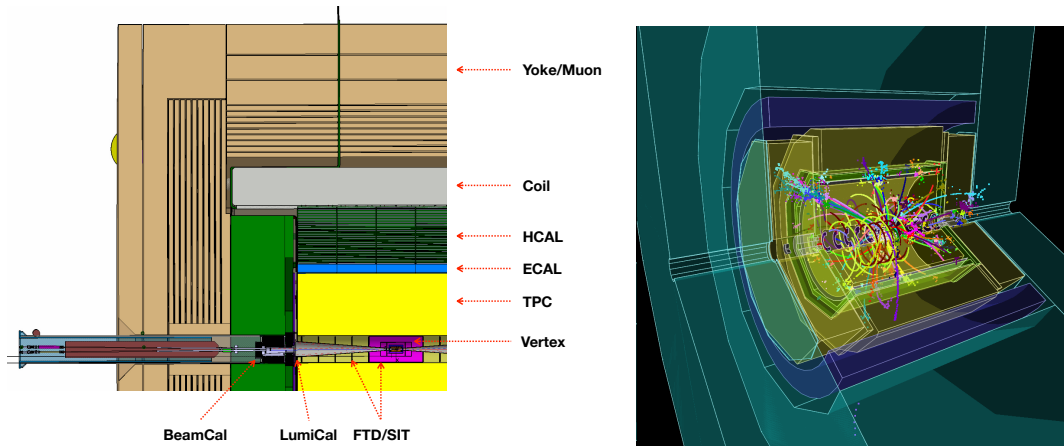 Yoke/Muon
Coil
HCAL
ECAL
TPC
Vertex
BeamCal LumiCal FTD/SIT